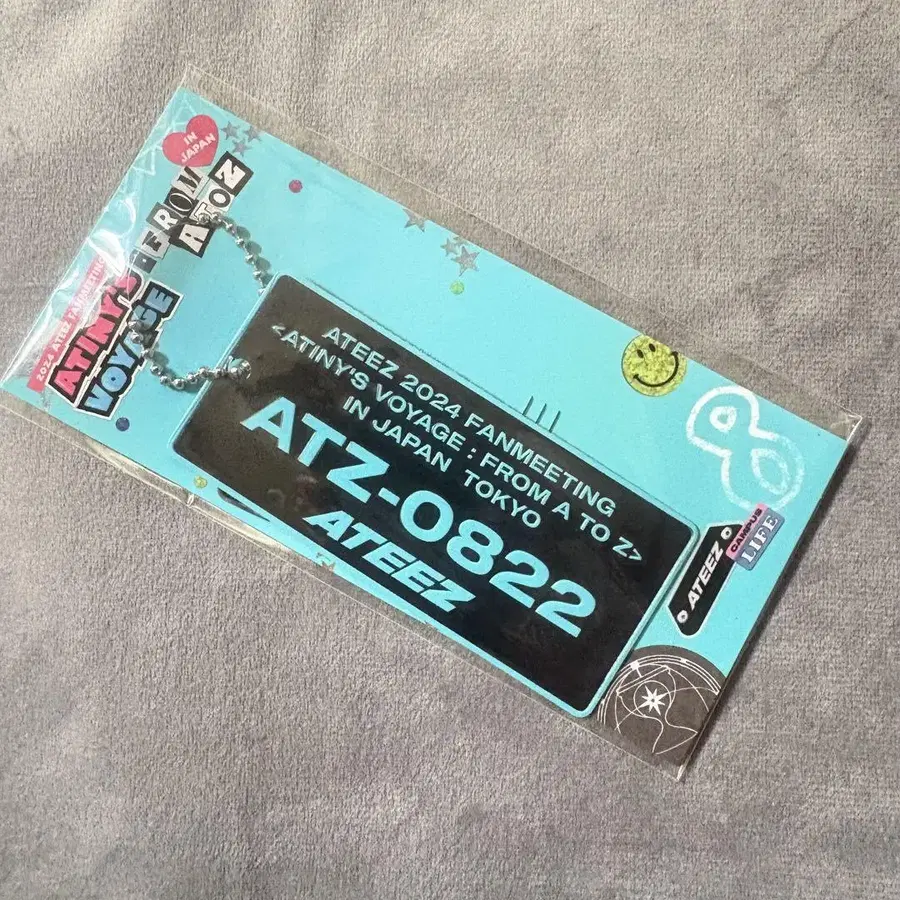 IN
JAPAN
2024 ATEEZ FANMEETING
ATINY'S
VOYAGE
FROM
A TO Z
ATEEZ 2024 FANMEETING
<ATINY'S VOYAGE : FROM A TO Z>
IN JAPAN TOKYO
ATZ-0822
ATEEZ
ATEEZ
CAMPUS
LIFE